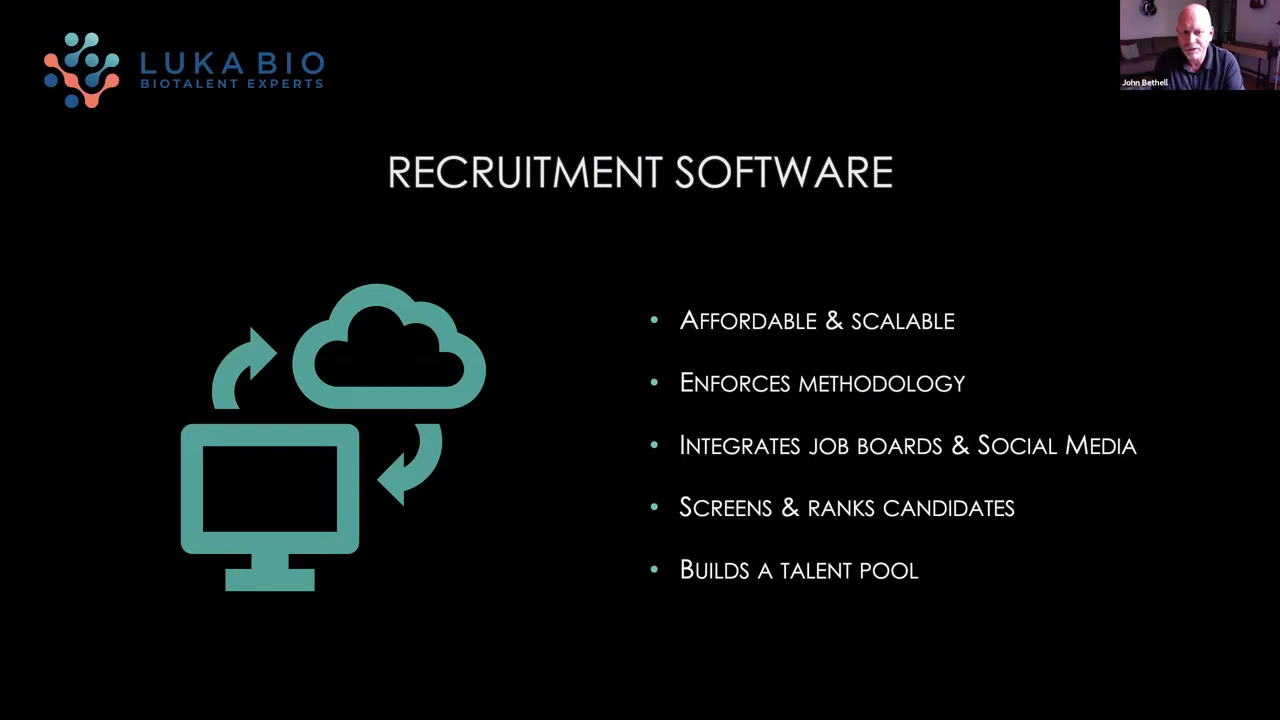 LUKA BIO
BIOTALENT EXPERTS
John Bethell
RECRUITMENT SOFTWARE
• AFFORDABLE & SCALABLE
• ENFORCES METHODOLOGY
• INTEGRATES JOB BOARDS & SOCIAL MEDIA
• SCREENS & RANKS CANDIDATES
• BUILDS A TALENT POOL